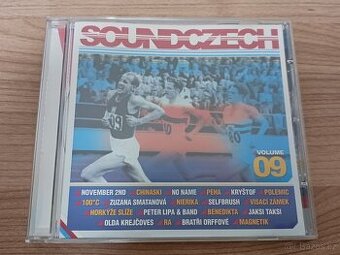 SOUNDCZECH
09
VOLUME
09
NOVEMBER 2ND CHINASKI NO NAME PEHA KRYŠTOF POLEMIC
100°C ZUZANA SMATANOVÁ NIERIKA SELFBRUSH VISACÍ ZÁMEK
HORKÝŽE SLÍŽE PETER LIPA & BAND BENEDIKTA JAKSI TAKSI
OLDA KREJČOVES RA BRATŘI ORFFOVÉ MAGNETIK